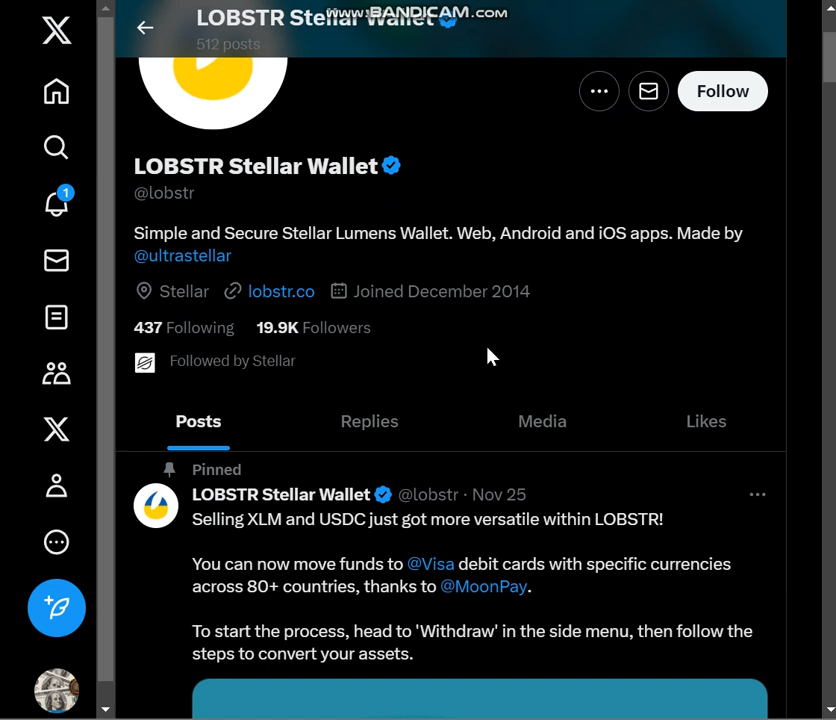 LOBSTR Stellar Wallet
www.BANDICAM.com
512 posts
Follow
LOBSTR Stellar Wallet
@lobstr
Simple and Secure Stellar Lumens Wallet. Web, Android and iOS apps. Made by
@ultrastellar
Stellar lobstr.co Joined December 2014
437 Following 19.9K Followers
Followed by Stellar
Posts Replies Media Likes
Pinned
LOBSTR Stellar Wallet @lobstr · Nov 25
Selling XLM and USDC just got more versatile within LOBSTR!
You can now move funds to @Visa debit cards with specific currencies
across 80+ countries, thanks to @MoonPay.
To start the process, head to 'Withdraw' in the side menu, then follow the
steps to convert your assets.
1